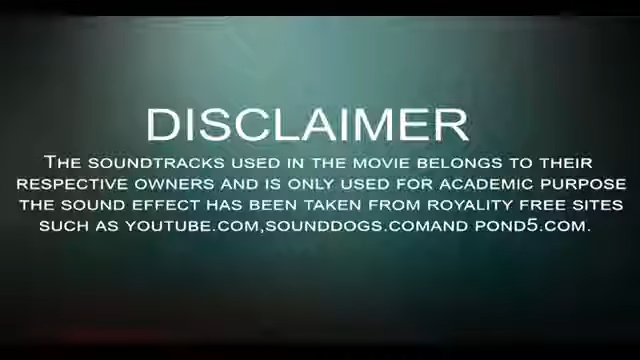 DISCLAIMER
THE SOUNDTRACKS USED IN THE MOVIE BELONGS TO THEIR
RESPECTIVE OWNERS AND IS ONLY USED FOR ACADEMIC PURPOSE
THE SOUND EFFECT HAS BEEN TAKEN FROM ROYALITY FREE SITES
SUCH AS YOUTUBE.COM,SOUNDDOGS.COMAND POND5.COM.